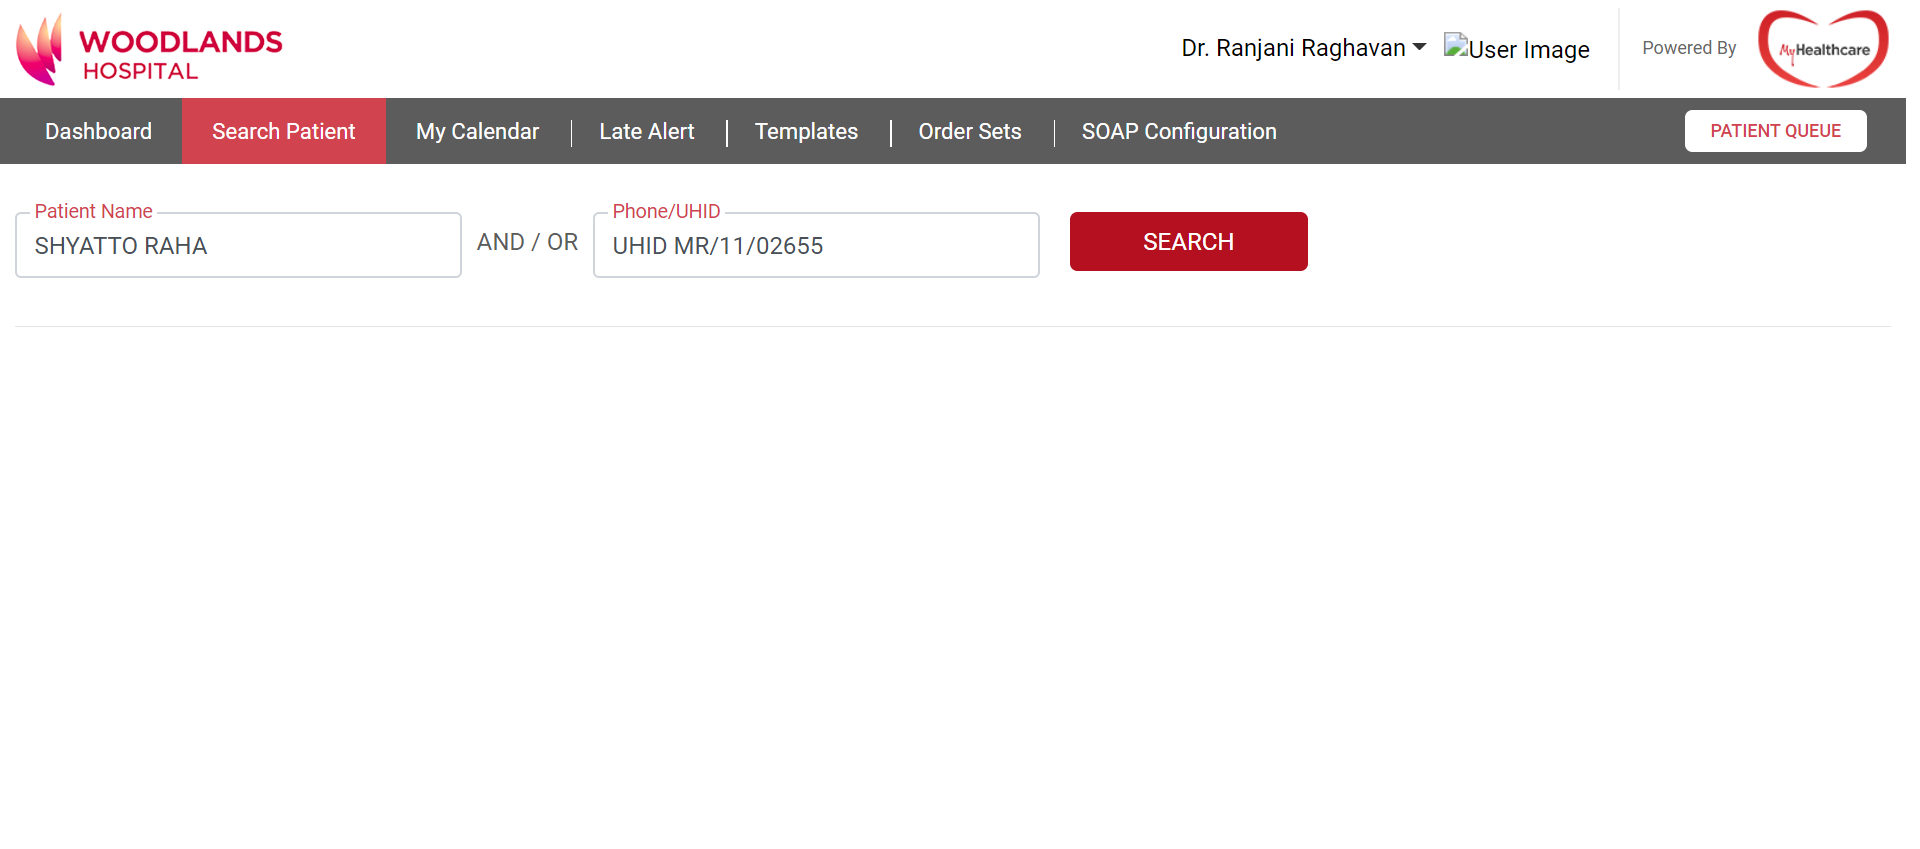 WOODLANDS
HOSPITAL
Dr. Ranjani Raghavan
User Image
Powered By
MyHealthcare
Dashboard
Search Patient
My Calendar
Late Alert
Templates
Order Sets
SOAP Configuration
PATIENT QUEUE
Patient Name
SHYATTO RAHA
AND / OR
Phone/UHID
UHID MR/11/02655
SEARCH